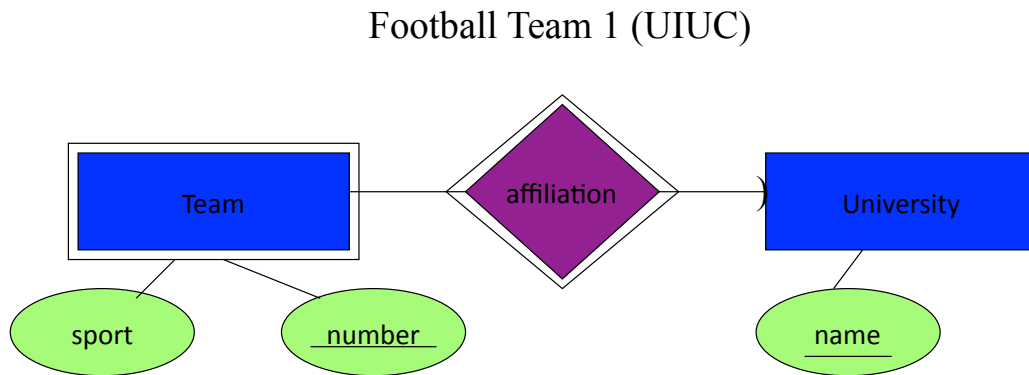 Football Team 1 (UIUC)
Team
affiliation
University
sport
number
name